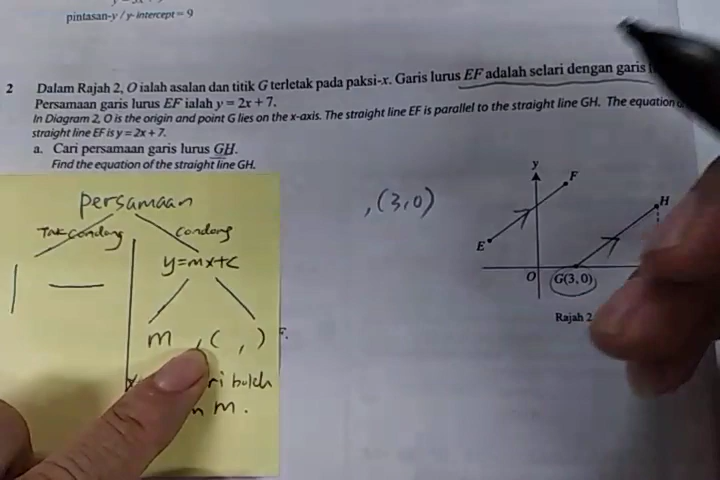 pintasan-y / y-intercept = 9
2 Dalam Rajah 2, O ialah asalan dan titik G terletak pada paksi-x. Garis lurus EF adalah selari dengan garis
Persamaan garis lurus EF ialah y = 2x + 7.
In Diagram 2, O is the origin and point G lies on the x-axis. The straight line EF is parallel to the straight line GH. The equation
straight line EF is y = 2x + 7.
a. Cari persamaan garis lurus GH.
Find the equation of the straight line GH.
Persamaan
Tak Condong
Condong
y=mx+c
m , ( , )
boleh
m.
, (3,0)
y
F
H
E
O
G(3, 0)
Rajah 2
F.